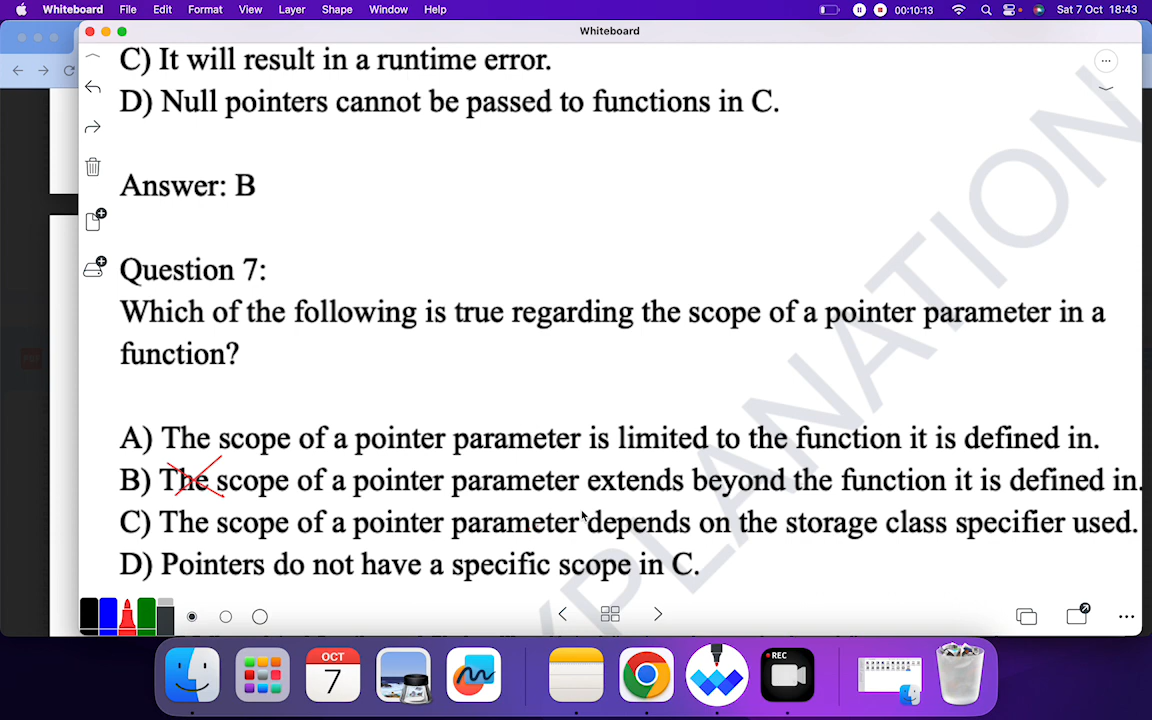 Whiteboard File Edit Format View Layer Shape Window Help 00:10:13 Sat 7 Oct 18:43
Whiteboard
C) It will result in a runtime error.
D) Null pointers cannot be passed to functions in C.
Answer: B
Question 7:
Which of the following is true regarding the scope of a pointer parameter in a
function?
A) The scope of a pointer parameter is limited to the function it is defined in.
B) The scope of a pointer parameter extends beyond the function it is defined in.
C) The scope of a pointer parameter depends on the storage class specifier used.
D) Pointers do not have a specific scope in C.
XPLANATION
OCT
7
REC